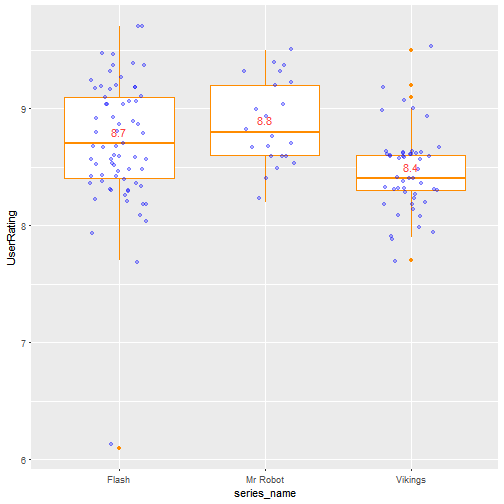 UserRating
9
8
7
6
8.7
8.8
8.4
Flash
Mr Robot
Vikings
series_name